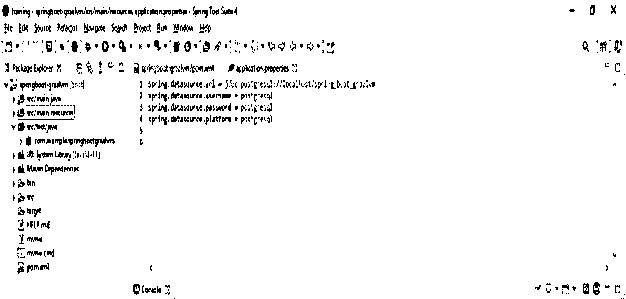 training - springboot-graalvm/src/main/resources/application.properties - Spring Tool Suite 4
File Edit Source Refactor Navigate Search Project Run Window Help
Package Explorer
springboot-graalvm/pom.xml
application.properties
springboot-graalvm [boot]
src/main/java
src/main/resources
src/test/java
com.example.springbootgraalvm
JRE System Library
Maven Dependencies
bin
src
target
HELP.md
mvnw
mvnw.cmd
pom.xml
1 spring.datasource.url = jdbc:postgresql://localhost/spring_boot_graalvm
2 spring.datasource.username = postgresql
3 spring.datasource.password = postgresql
4 spring.datasource.platform = postgresql
5
6
Console